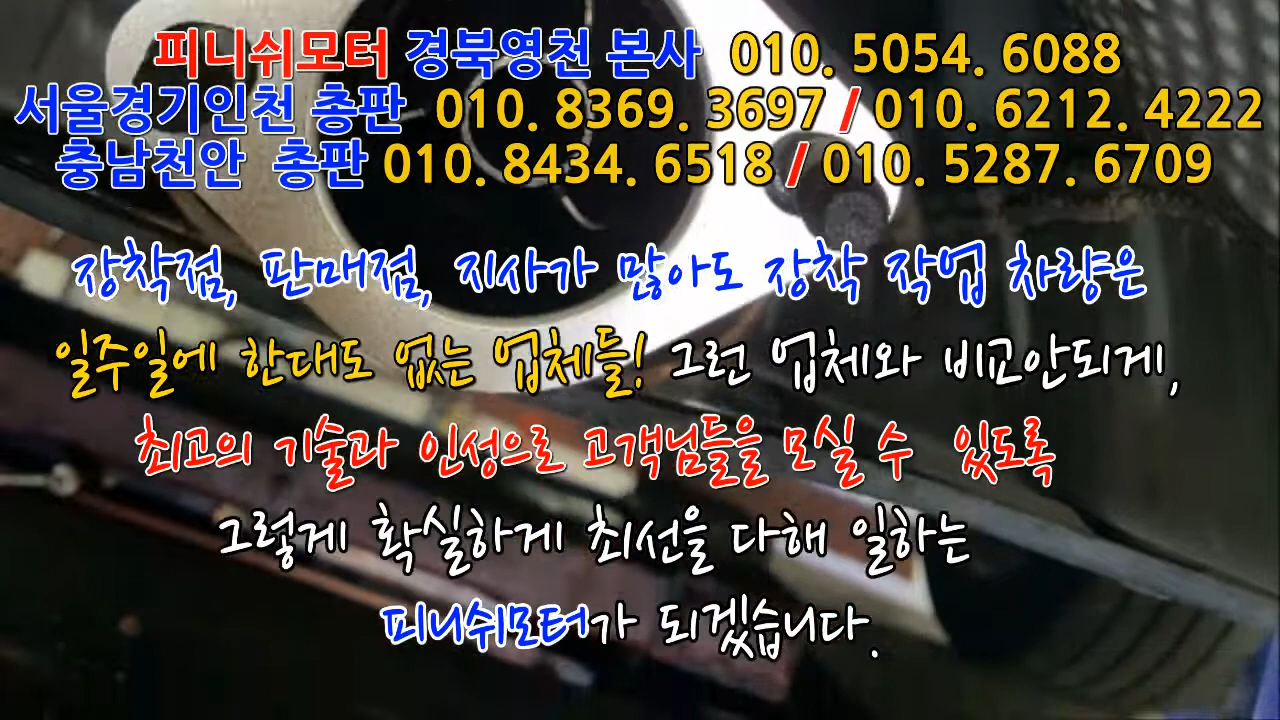 피니쉬모터 경북영천 본사 010. 5054. 6088
서울경기인천 총판 010. 8369. 3697 / 010. 6212. 4222
충남천안 총판 010. 8434. 6518 / 010. 5287. 6709
장착점, 판매점, 지사가 많아도 장착 작업 차량은
일주일에 한대도 없는 업체들! 그런 업체와 비교안되게,
최고의 기술과 인성으로 고객님들을 모실 수 있도록
그렇게 확실하게 최선을 다해 일하는
피니쉬모터가 되겠습니다.